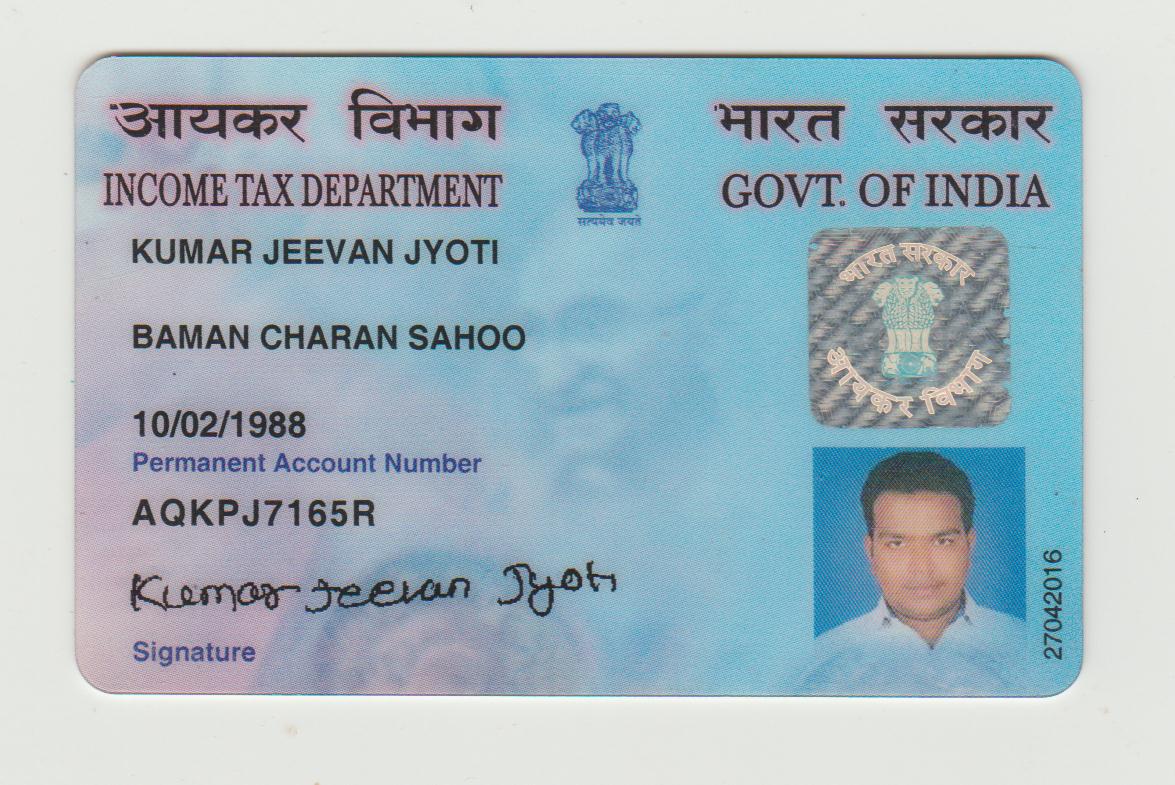 आयकर विभाग
INCOME TAX DEPARTMENT
सत्यमेव जयते
भारत सरकार
GOVT. OF INDIA
KUMAR JEEVAN JYOTI
BAMAN CHARAN SAHOO
10/02/1988
Permanent Account Number
AQKPJ7165R
Kumar Jeevan Jyoti
Signature
भारत सरकार
आयकर विभाग
27042016